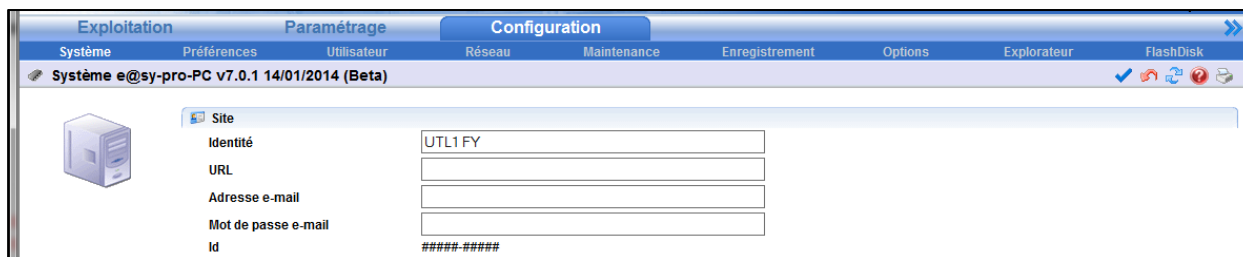 Exploitation Paramétrage Configuration
Système Préférences Utilisateur Réseau Maintenance Enregistrement Options Explorateur FlashDisk
Système e@sy-pro-PC v7.0.1 14/01/2014 (Beta)
Site
Identité UTL1 FY
URL
Adresse e-mail
Mot de passe e-mail
Id #####-#####